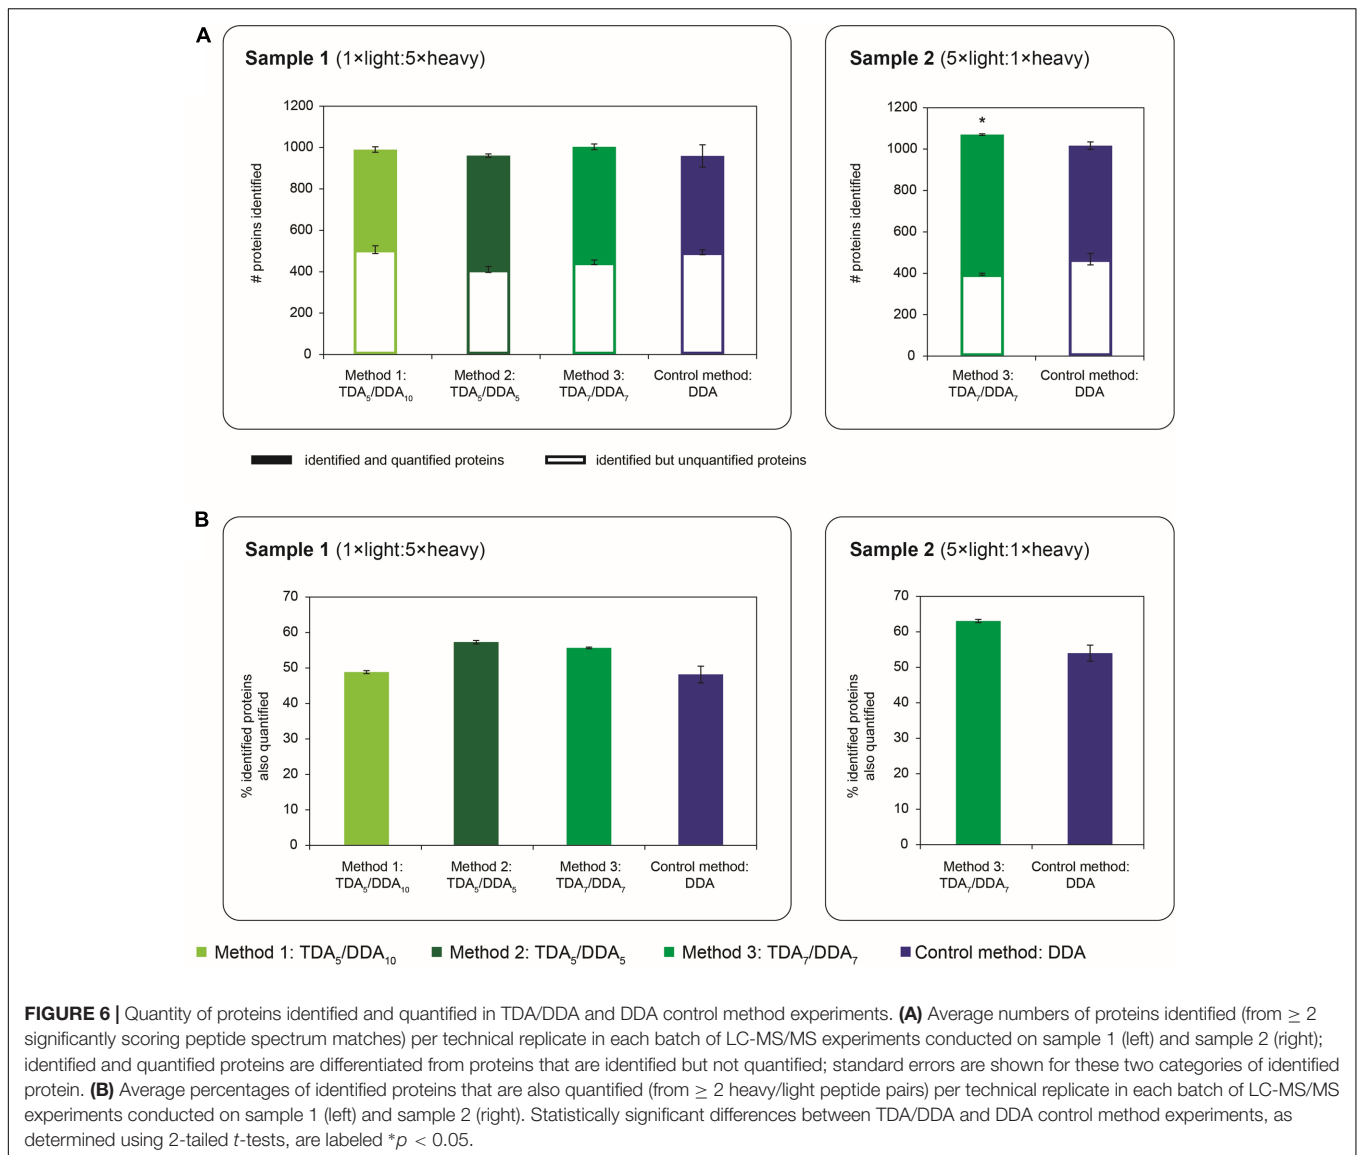 A
Sample 1 (1×light:5×heavy)
# proteins identified
1200
1000
800
600
400
200
0
Method 1:
TDA₅/DDA₁₀
Method 2:
TDA₅/DDA₅
Method 3:
TDA₇/DDA₇
Control method:
DDA
Sample 2 (5×light:1×heavy)
# proteins identified
1200
1000
800
600
400
200
0
*
Method 3:
TDA₇/DDA₇
Control method:
DDA
identified and quantified proteins
identified but unquantified proteins
B
Sample 1 (1×light:5×heavy)
% identified proteins
also quantified
70
60
50
40
30
20
10
0
Method 1:
TDA₅/DDA₁₀
Method 2:
TDA₅/DDA₅
Method 3:
TDA₇/DDA₇
Control method:
DDA
Sample 2 (5×light:1×heavy)
% identified proteins
also quantified
70
60
50
40
30
20
10
0
Method 3:
TDA₇/DDA₇
Control method:
DDA
Method 1: TDA₅/DDA₁₀
Method 2: TDA₅/DDA₅
Method 3: TDA₇/DDA₇
Control method: DDA
FIGURE 6 | Quantity of proteins identified and quantified in TDA/DDA and DDA control method experiments. (A) Average numbers of proteins identified (from ≥ 2
significantly scoring peptide spectrum matches) per technical replicate in each batch of LC-MS/MS experiments conducted on sample 1 (left) and sample 2 (right);
identified and quantified proteins are differentiated from proteins that are identified but not quantified; standard errors are shown for these two categories of identified
protein. (B) Average percentages of identified proteins that are also quantified (from ≥ 2 heavy/light peptide pairs) per technical replicate in each batch of LC-MS/MS
experiments conducted on sample 1 (left) and sample 2 (right). Statistically significant differences between TDA/DDA and DDA control method experiments, as
determined using 2-tailed t-tests, are labeled *p < 0.05.